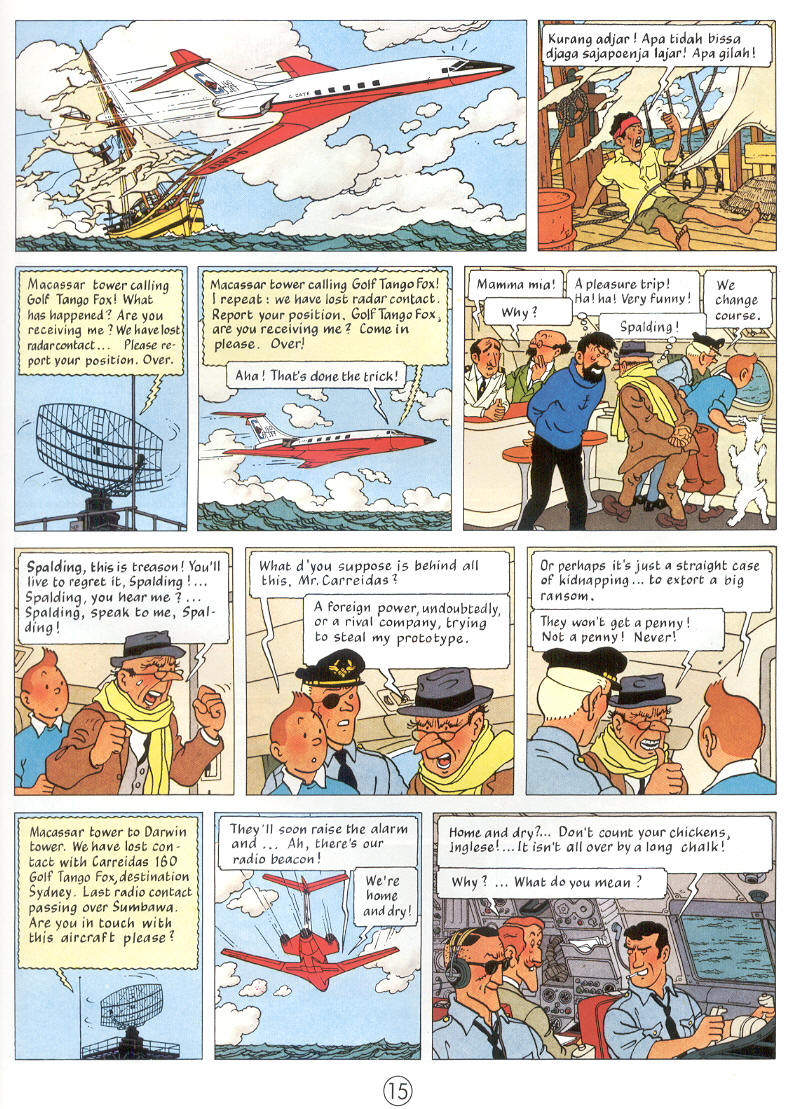 Kurang adjar! Apa tidah bissa
djaga sajapoenja lajar! Apa gilah!
Macassar tower calling
Golf Tango Fox! What
has happened? Are you
receiving me? We have lost
radar contact... Please re-
port your position. Over.
Macassar tower calling Golf Tango Fox!
I repeat: we have lost radar contact.
Report your position. Golf Tango Fox,
are you receiving me? Come in
please. Over!
Aha! That's done the trick!
Mamma mia!
Why?
A pleasure trip!
Ha! ha! Very funny!
Spalding!
We
change
course.
Spalding, this is treason! You'll
live to regret it, Spalding!...
Spalding, you hear me?...
Spalding, speak to me, Spal-
ding!
What d'you suppose is behind all
this, Mr. Carreidas?
A foreign power, undoubtedly,
or a rival company, trying
to steal my prototype.
Or perhaps it's just a straight case
of kidnapping... to extort a big
ransom.
They won't get a penny!
Not a penny! Never!
Macassar tower to Darwin
tower. We have lost con-
tact with Carreidas 160
Golf Tango Fox, destination
Sydney. Last radio contact
passing over Sumbawa.
Are you in touch with
this aircraft please?
They'll soon raise the alarm
and ... Ah, there's our
radio beacon!
We're
home
and dry!
Home and dry?... Don't count your chickens,
inglese!... It isn't all over by a long chalk!
Why? ... What do you mean?
15